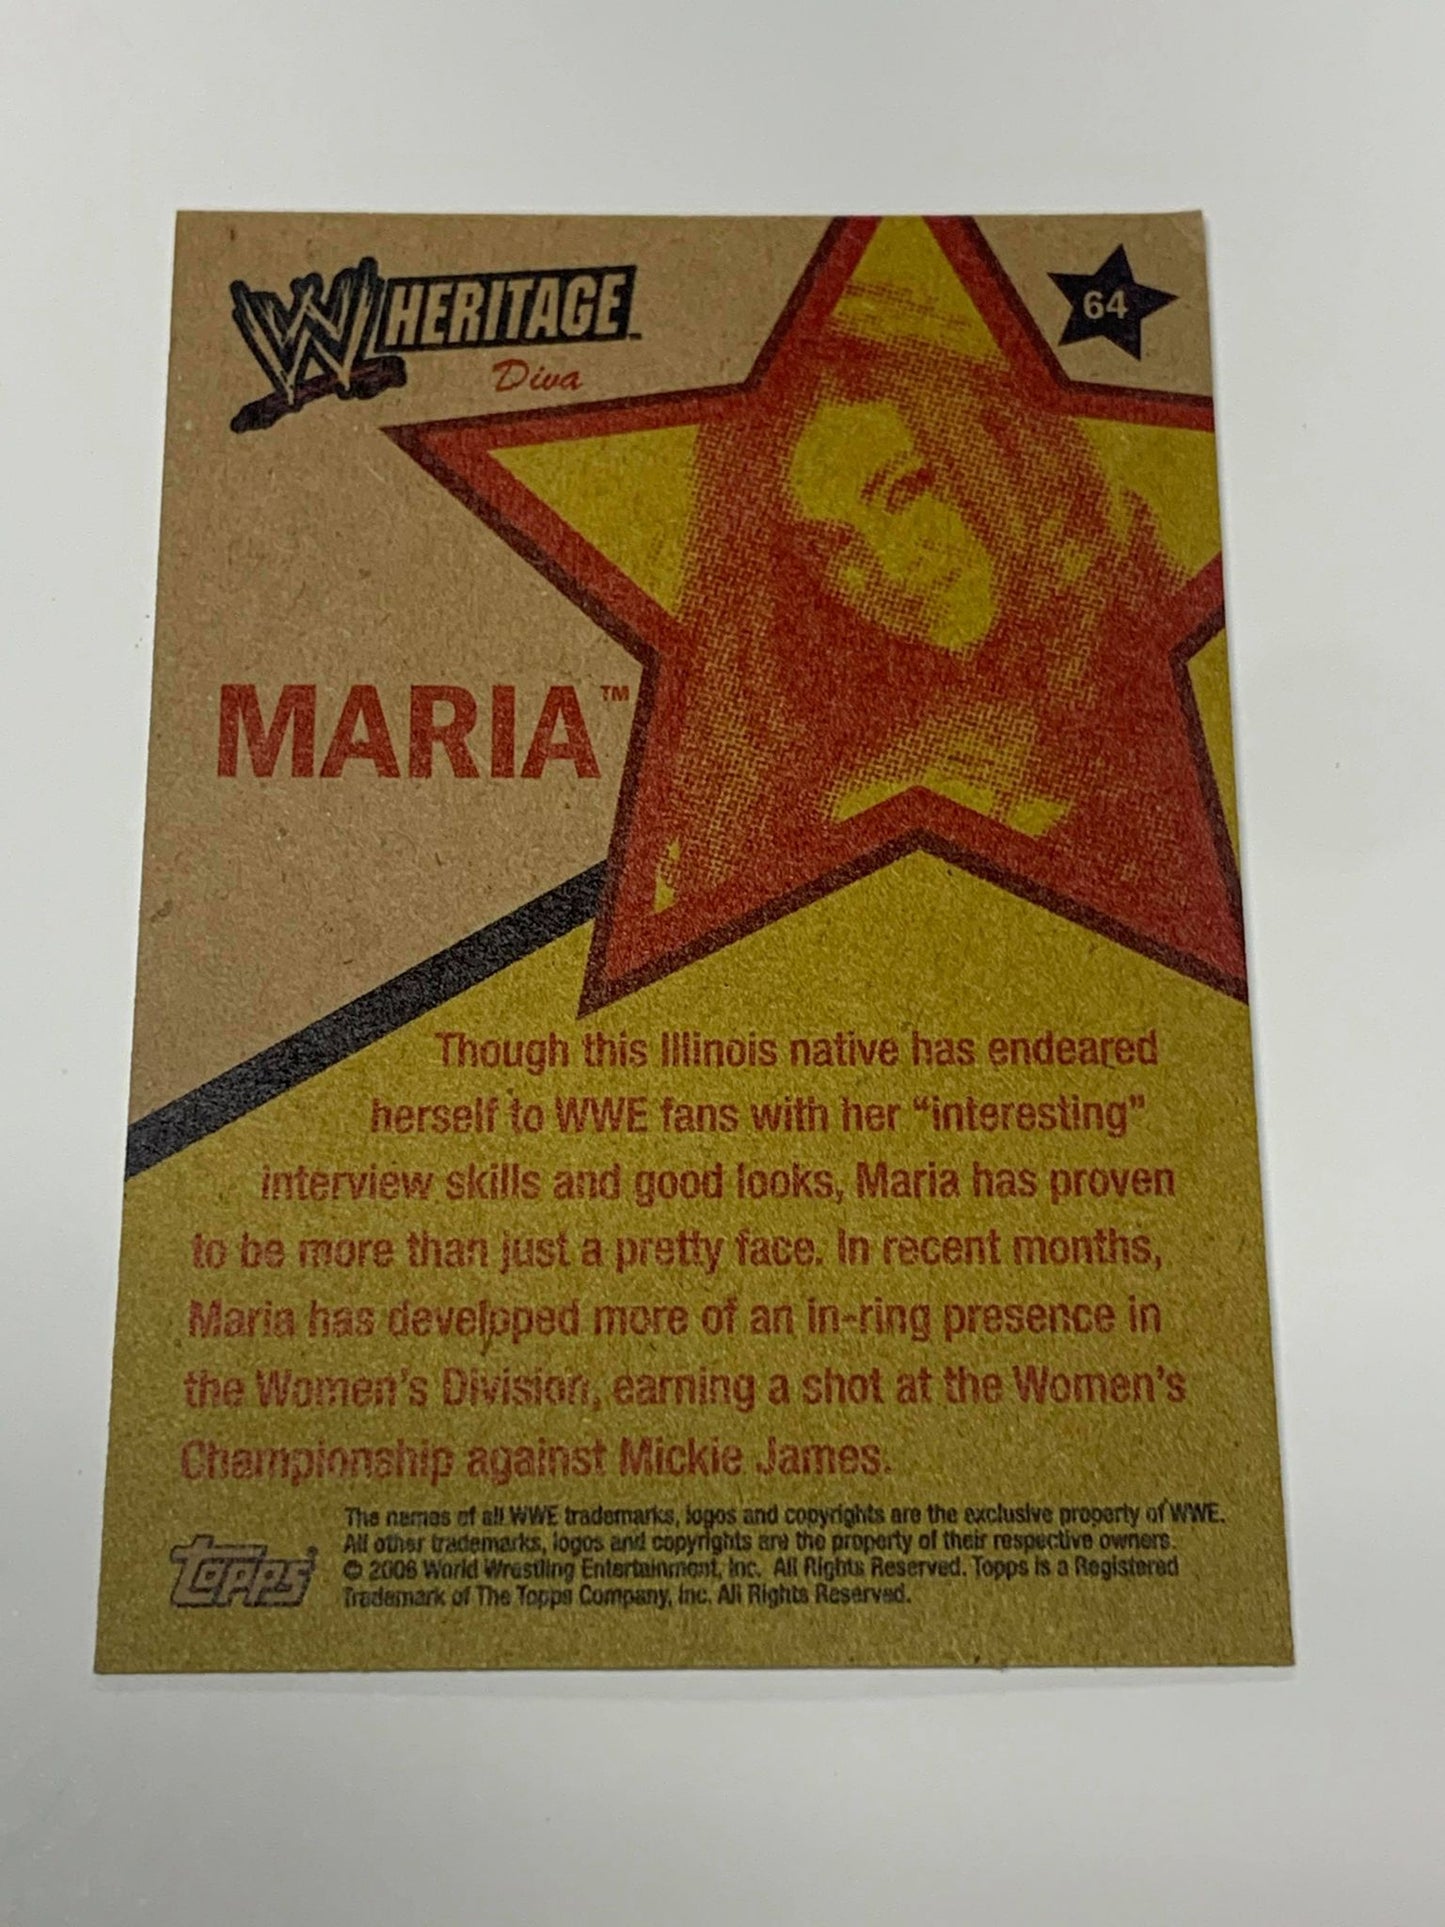 W HERITAGE™
Diva
64
MARIA™
Though this Illinois native has endeared
herself to WWE fans with her “interesting”
interview skills and good looks, Maria has proven
to be more than just a pretty face. In recent months,
Maria has developed more of an in-ring presence in
the Women's Division, earning a shot at the Women's
Championship against Mickie James.
topps®
The names of all WWE trademarks, logos and copyrights are the exclusive property of WWE.
All other trademarks, logos and copyrights are the property of their respective owners.
© 2006 World Wrestling Entertainment, Inc. All Rights Reserved. Topps is a Registered
Trademark of The Topps Company, Inc. All Rights Reserved.